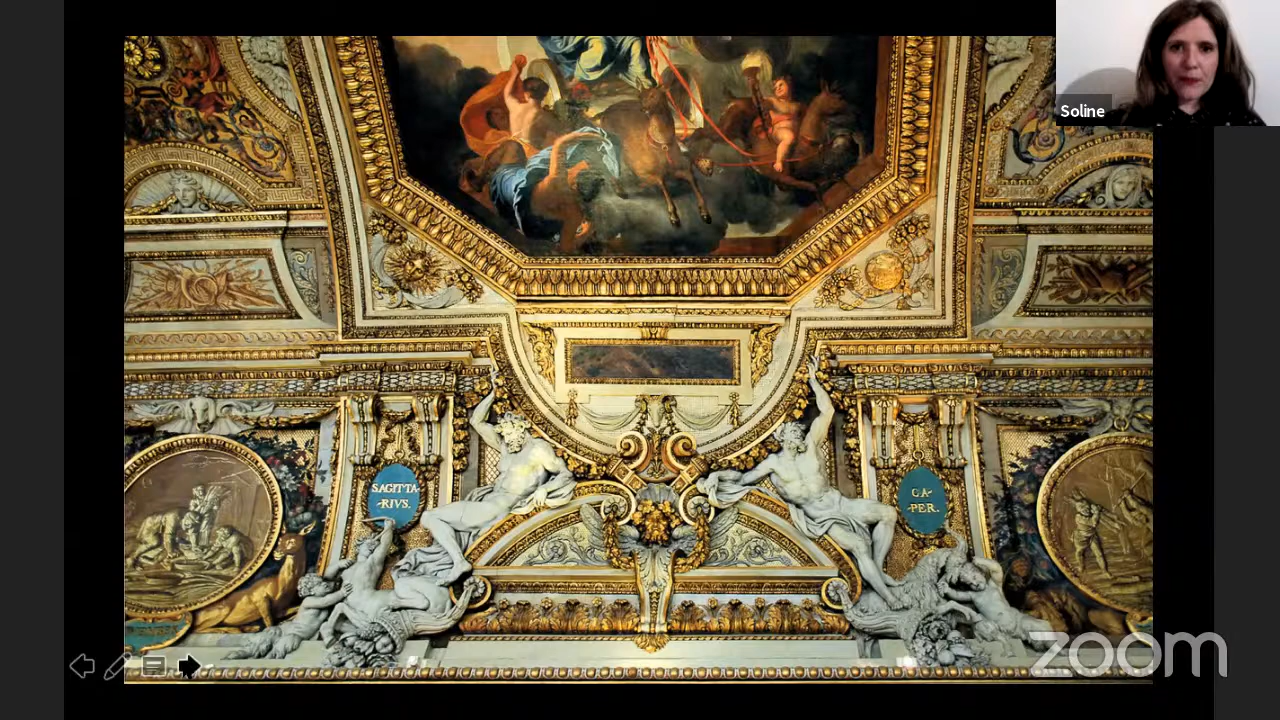 Soline
SAGITTA-
-RIVS.
CA-
-PER.
zoom